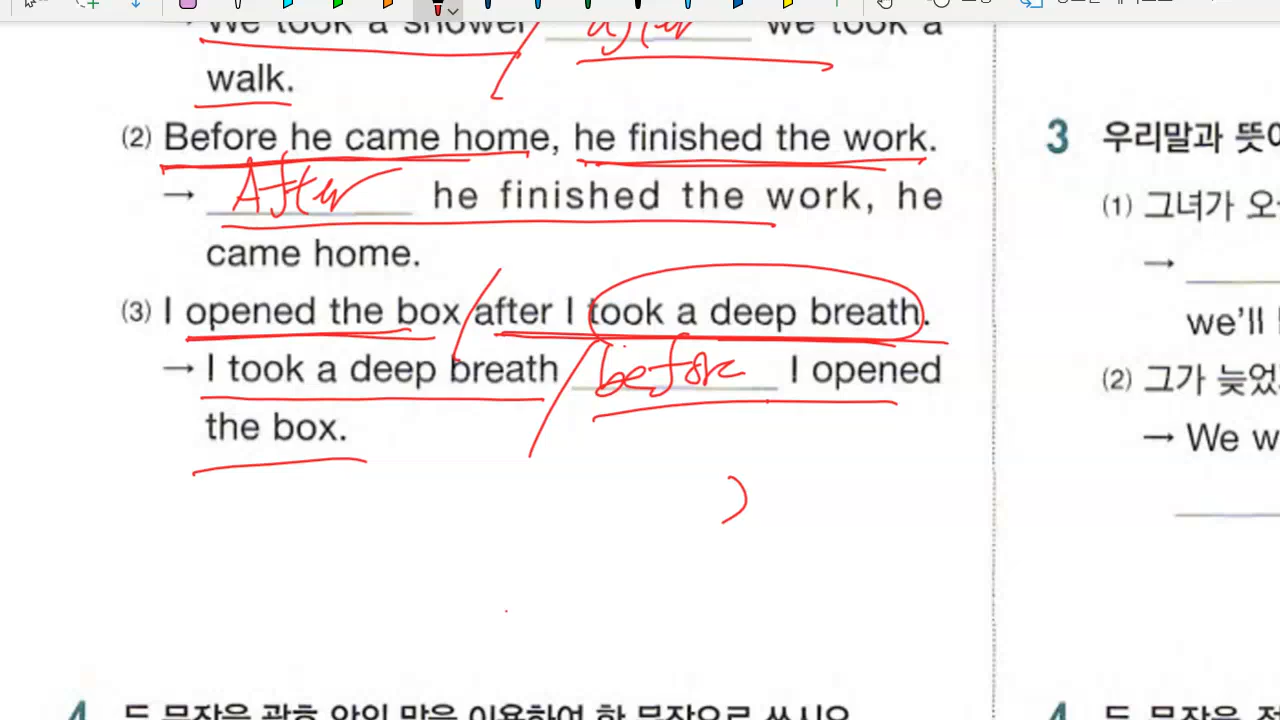 We took a shower after we took a
walk.
(2) Before he came home, he finished the work.
→ After he finished the work, he
came home.
(3) I opened the box after I took a deep breath.
→ I took a deep breath before I opened
the box.
4 두 문장은 괄호 안의 말을 이용하여 한 문장으로 쓰시오
3 우리말과 뜻이
(1) 그녀가 오
→
we'll
(2) 그가 늦었
→ We w
4 두 문장은